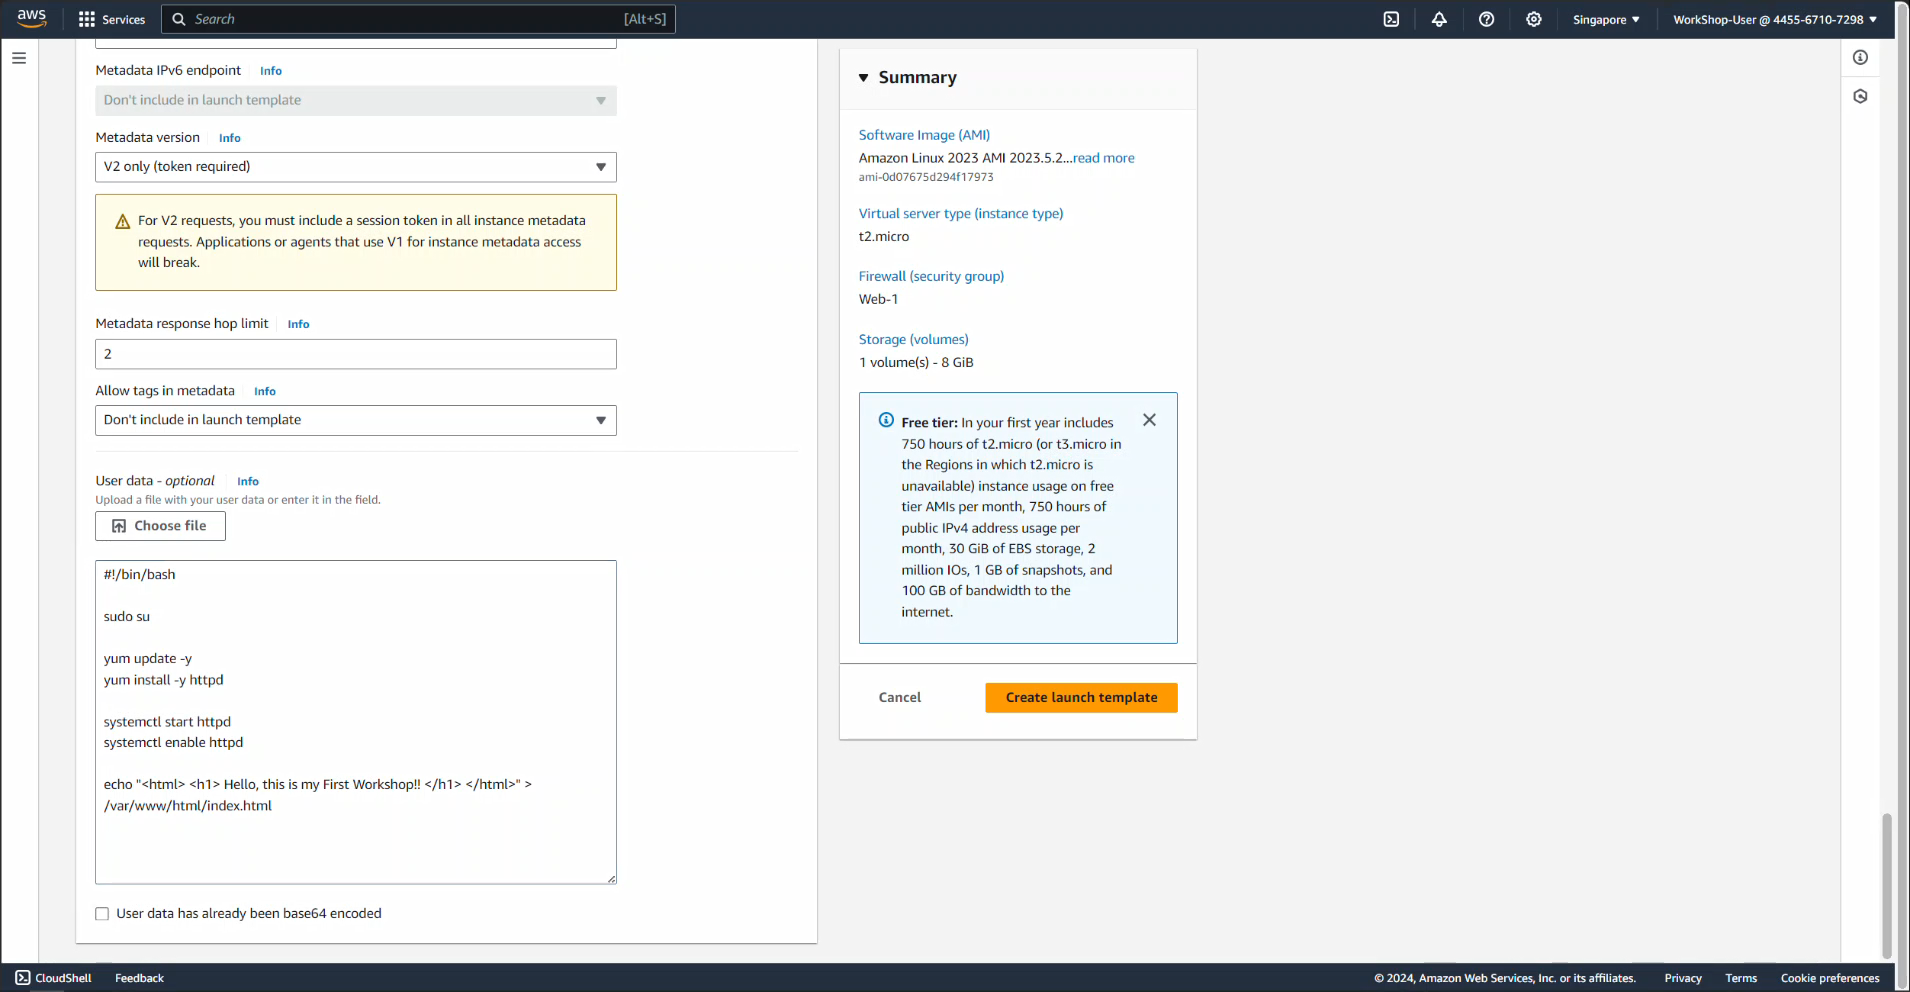 aws
Services
Search
[Alt+S]
Singapore
WorkShop-User @ 4455-6710-7298
Metadata IPv6 endpoint
Info
Don't include in launch template
Metadata version
Info
V2 only (token required)
For V2 requests, you must include a session token in all instance metadata
requests. Applications or agents that use V1 for instance metadata access
will break.
Metadata response hop limit
Info
2
Allow tags in metadata
Info
Don't include in launch template
User data - optional
Info
Upload a file with your user data or enter it in the field.
Choose file
#!/bin/bash
sudo su
yum update -y
yum install -y httpd
systemctl start httpd
systemctl enable httpd
echo "<html> <h1> Hello, this is my First Workshop!! </h1> </html>" >
/var/www/html/index.html
User data has already been base64 encoded
Summary
Software Image (AMI)
Amazon Linux 2023 AMI 2023.5.2...read more
ami-0d07675d294f17973
Virtual server type (instance type)
t2.micro
Firewall (security group)
Web-1
Storage (volumes)
1 volume(s) - 8 GiB
Free tier: In your first year includes
750 hours of t2.micro (or t3.micro in
the Regions in which t2.micro is
unavailable) instance usage on free
tier AMIs per month, 750 hours of
public IPv4 address usage per
month, 30 GiB of EBS storage, 2
million IOs, 1 GB of snapshots, and
100 GB of bandwidth to the
internet.
Cancel
Create launch template
CloudShell
Feedback
© 2024, Amazon Web Services, Inc. or its affiliates.
Privacy
Terms
Cookie preferences